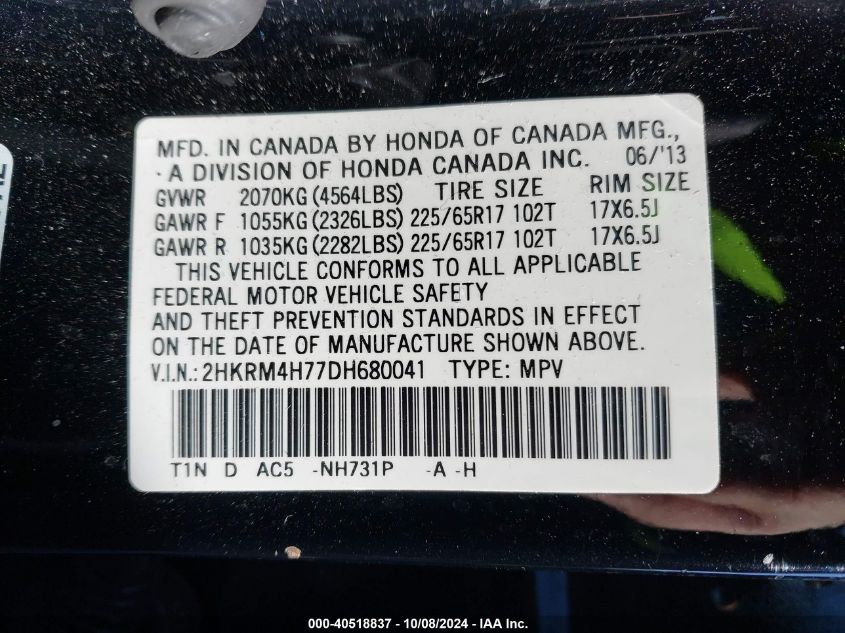 MFD. IN CANADA BY HONDA OF CANADA MFG.,
·A DIVISION OF HONDA CANADA INC. 06/'13
GVWR 2070KG(4564LBS) TIRE SIZE RIM SIZE
GAWR F 1055KG(2326LBS) 225/65R17 102T 17X6.5J
GAWR R 1035KG(2282LBS) 225/65R17 102T 17X6.5J
THIS VEHICLE CONFORMS TO ALL APPLICABLE
FEDERAL MOTOR VEHICLE SAFETY
AND THEFT PREVENTION STANDARDS IN EFFECT
ON THE DATE OF MANUFACTURE SHOWN ABOVE.
V.I.N.: 2HKRM4H77DH680041 TYPE: MPV
T1N D AC5 -NH731P -A -H
000-40518837 - 10/08/2024 - IAA Inc.